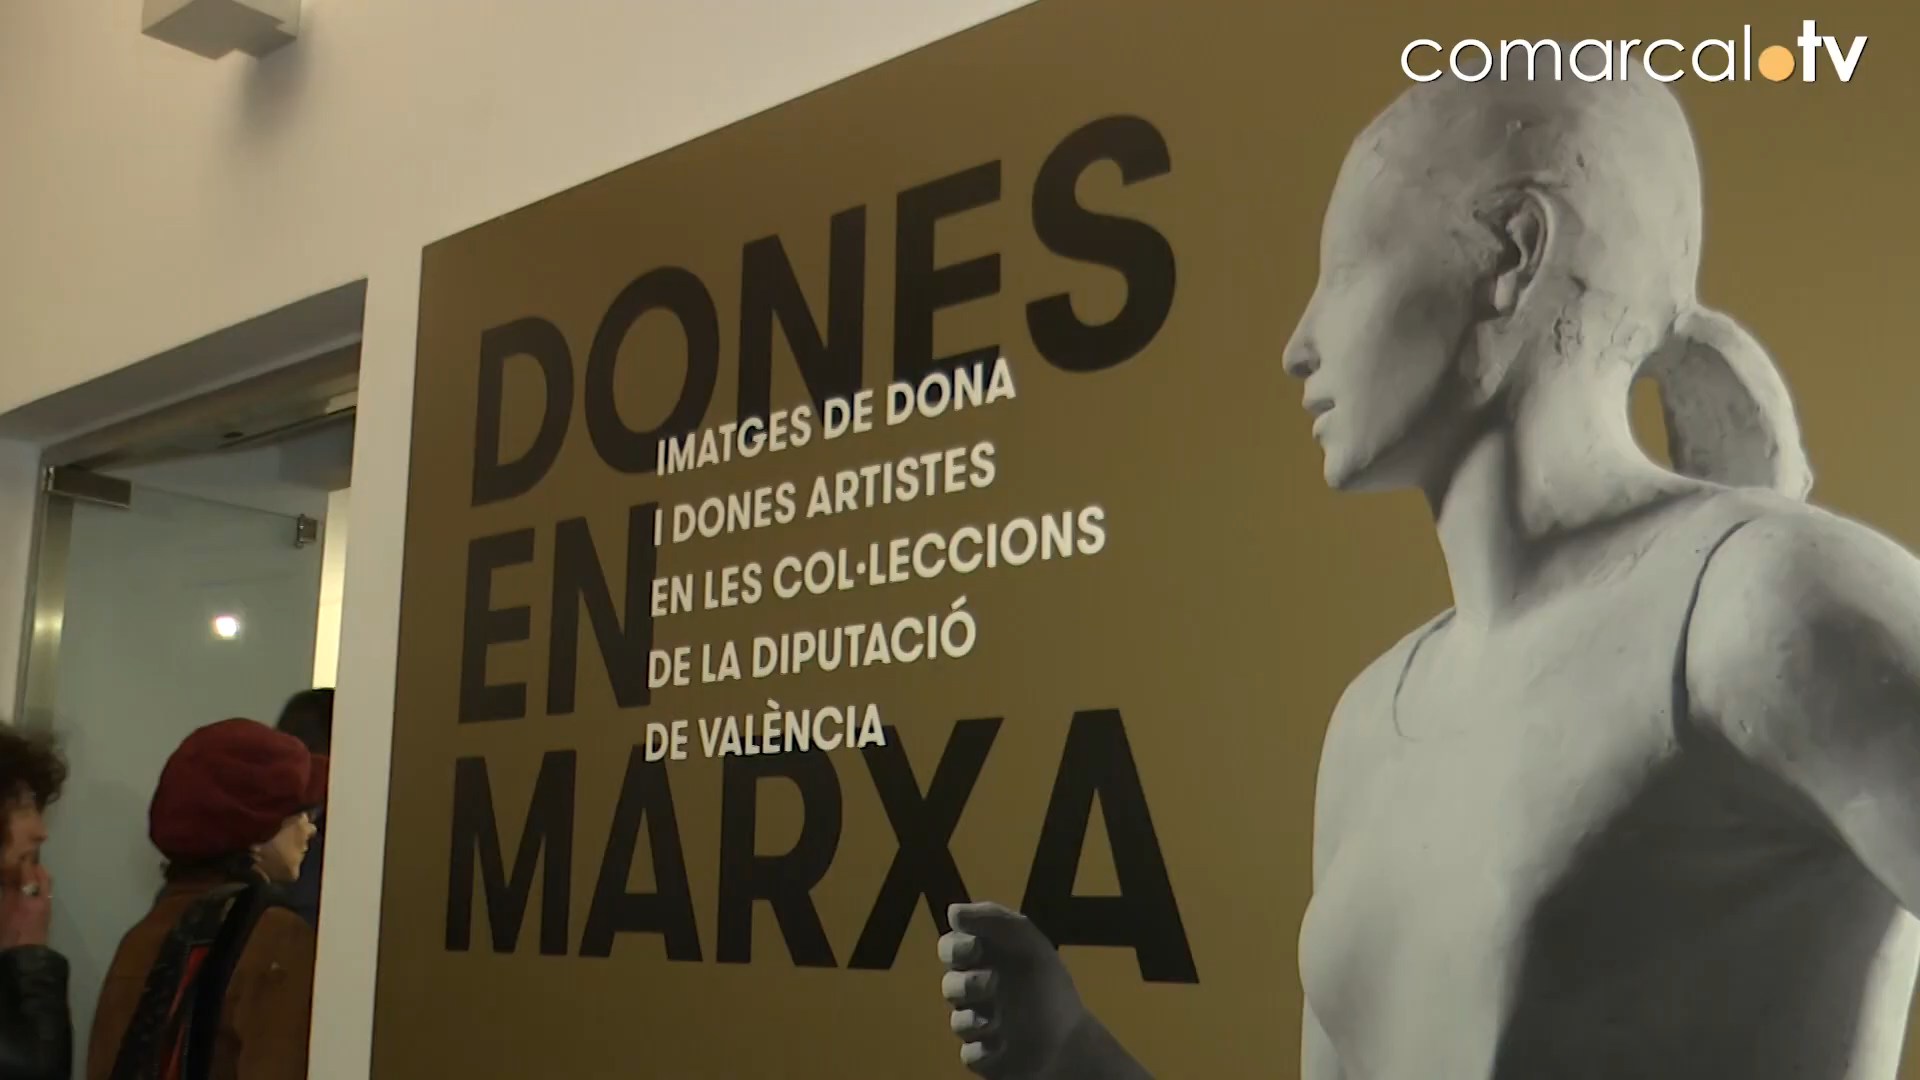 comarcal.tv
DONES
EN
MARXA
IMATGES DE DONA
I DONES ARTISTES
EN LES COL·LECCIONS
DE LA DIPUTACIÓ
DE VALÈNCIA